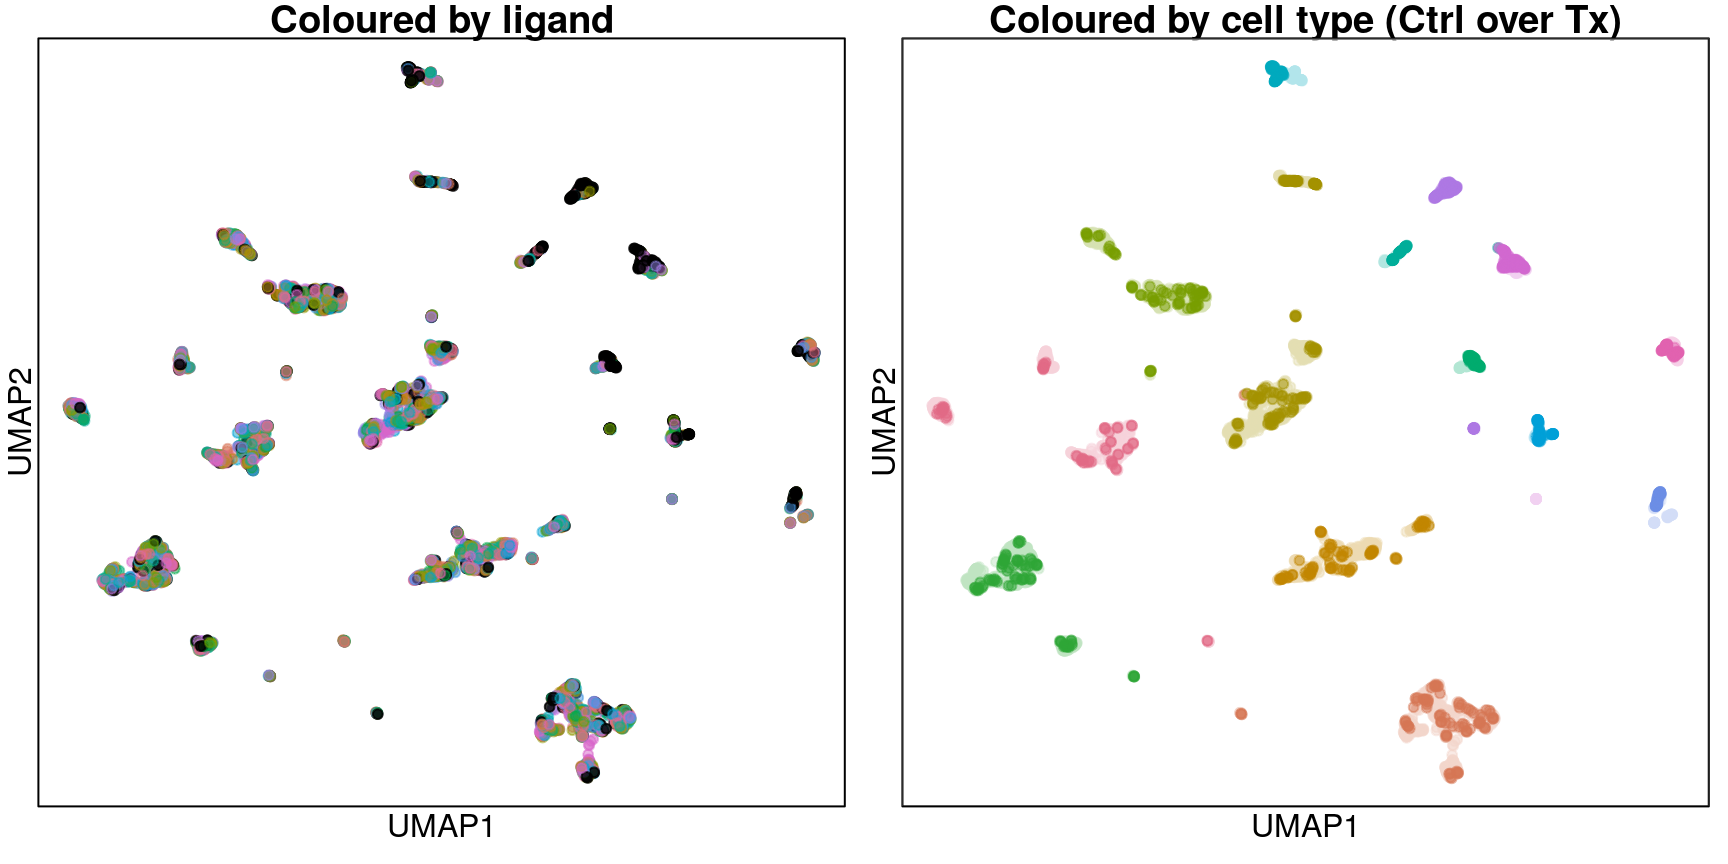 Coloured by ligand
Coloured by cell type (Ctrl over Tx)
UMAP2
UMAP2
UMAP1
UMAP1